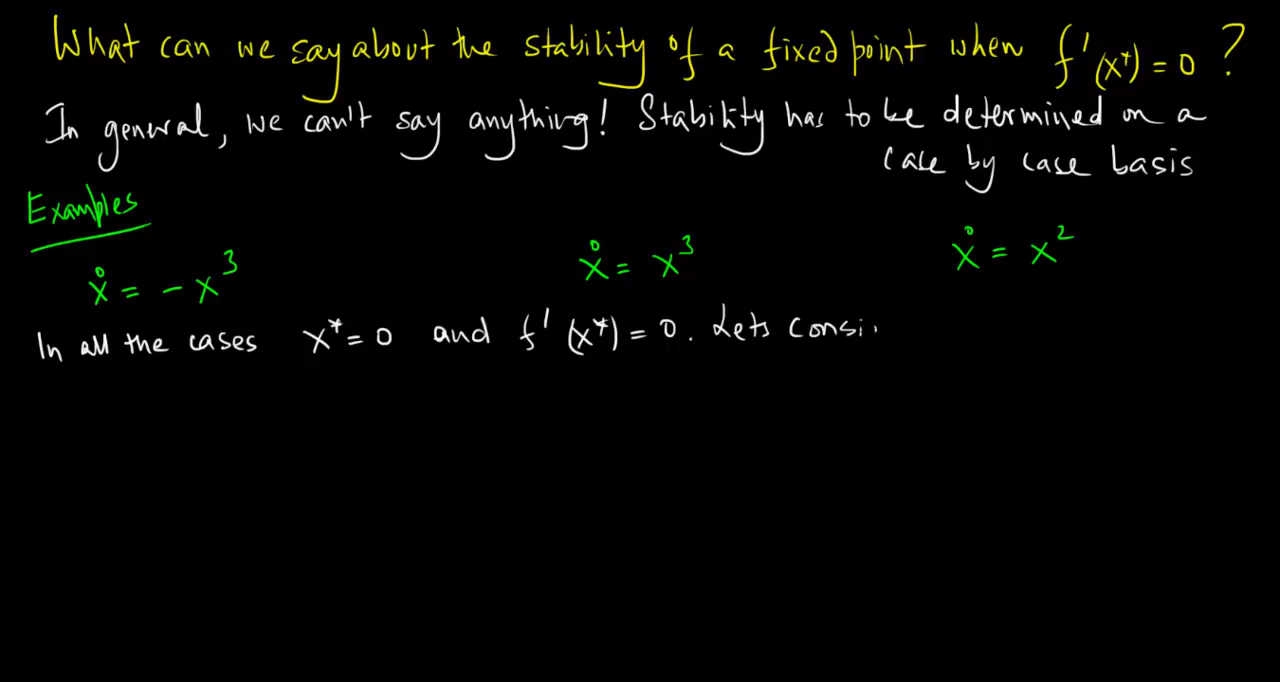 What can we say about the stability of a fixed point when f'(x*) = 0 ?
In general, we can't say anything! Stability has to be determined on a
case by case basis
Examples
ẋ = - x³
ẋ = x³
ẋ = x²
In all the cases x* = 0 and f'(x*) = 0. Lets consi